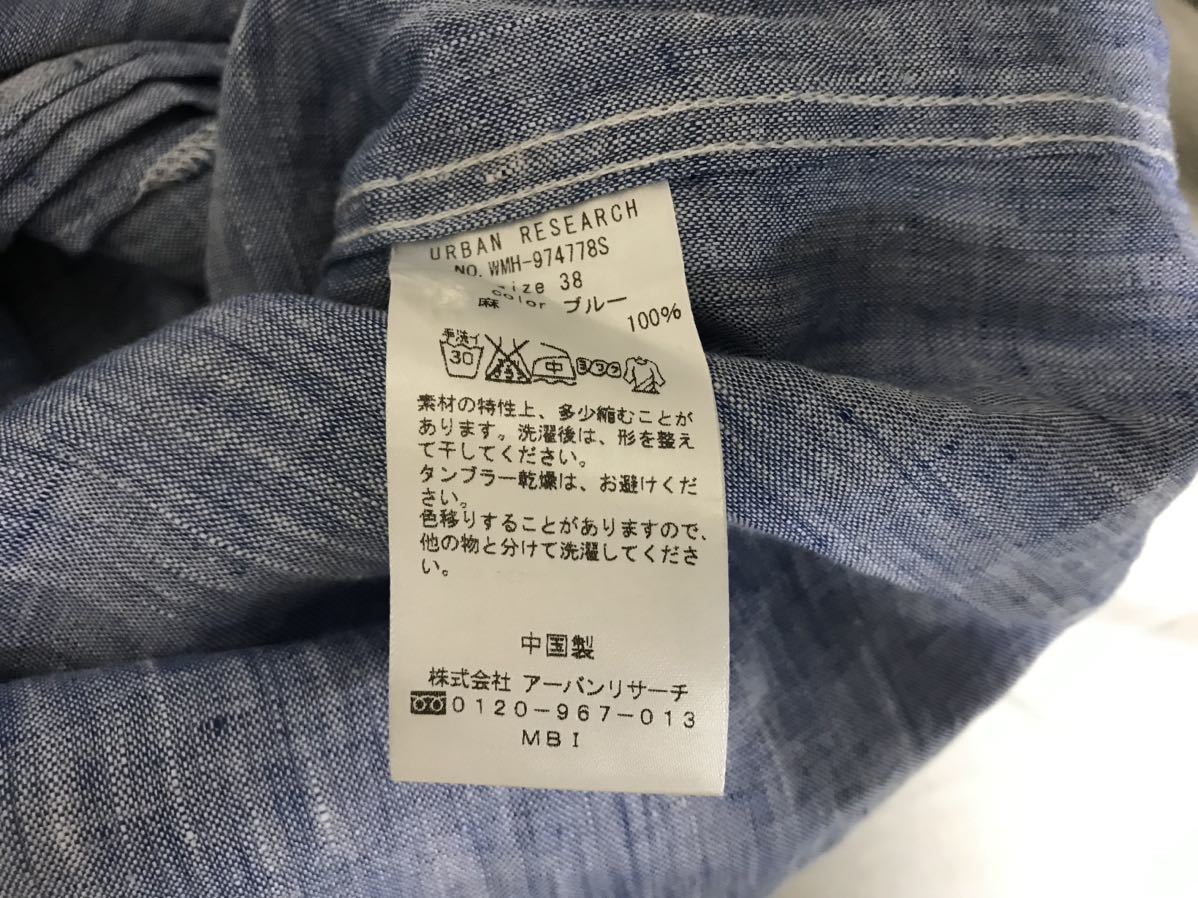 URBAN RESEARCH
NO. WMH-974778S
size 38
color ブルー
麻 100%
手洗イ
30 中 ヨワク
素材の特性上、多少縮むことが
あります。洗濯後は、形を整え
て干してください。
タンブラー乾燥は、お避けくだ
さい。
色移りすることがありますので、
他の物と分けて洗濯してくださ
い。
中国製
株式会社 アーバンリサーチ
0120-967-013
MBI